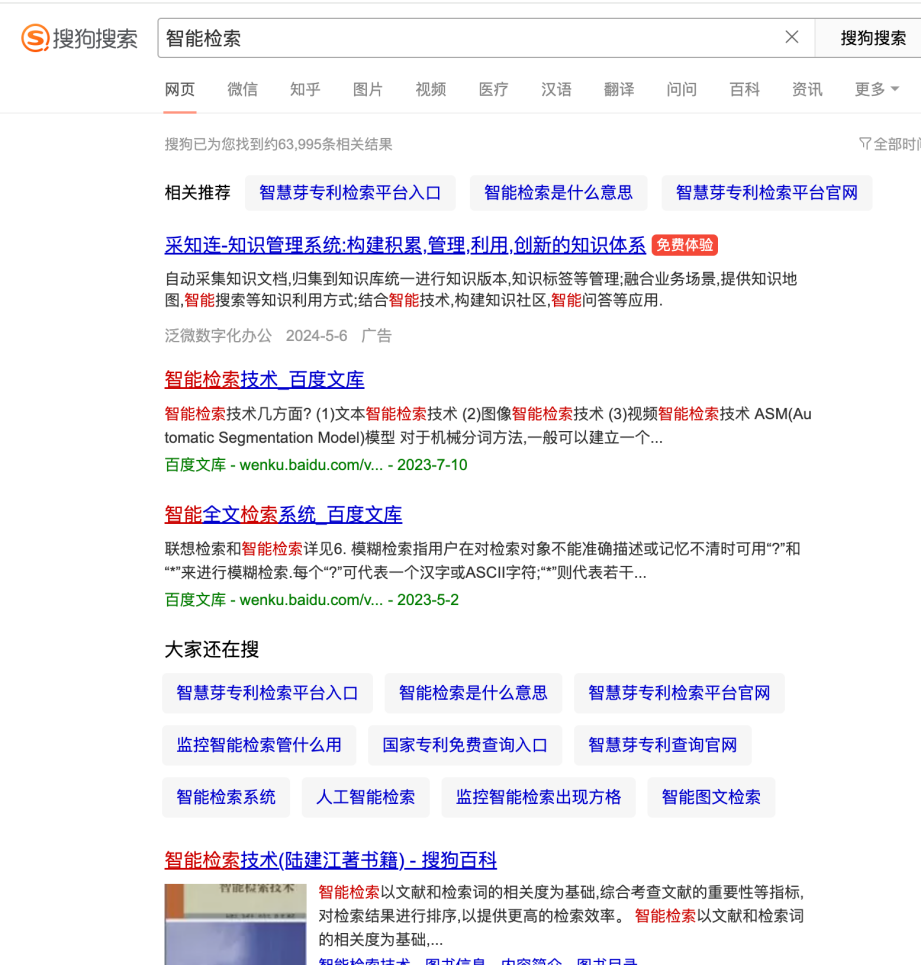 搜狗搜索
智能检索
搜狗搜索
网页 微信 知乎 图片 视频 医疗 汉语 翻译 问问 百科 资讯 更多
搜狗已为您找到约63,995条相关结果
全部时间
相关推荐 智慧芽专利检索平台入口 智能检索是什么意思 智慧芽专利检索平台官网
采知连-知识管理系统:构建积累,管理,利用,创新的知识体系 免费体验
自动采集知识文档,归集到知识库统一进行知识版本,知识标签等管理;融合业务场景,提供知识地
图,智能搜索等知识利用方式;结合智能技术,构建知识社区,智能问答等应用.
泛微数字化办公 2024-5-6 广告
智能检索技术_百度文库
智能检索技术几方面? (1)文本智能检索技术 (2)图像智能检索技术 (3)视频智能检索技术 ASM(Au
tomatic Segmentation Model)模型 对于机械分词方法,一般可以建立一个...
百度文库 - wenku.baidu.com/v... - 2023-7-10
智能全文检索系统_百度文库
联想检索和智能检索详见6. 模糊检索指用户在对检索对象不能准确描述或记忆不清时可用“?”和
“*”来进行模糊检索.每个“?”可代表一个汉字或ASCII字符;“*”则代表若干...
百度文库 - wenku.baidu.com/v... - 2023-5-2
大家还在搜
智慧芽专利检索平台入口 智能检索是什么意思 智慧芽专利检索平台官网
监控智能检索管什么用 国家专利免费查询入口 智慧芽专利查询官网
智能检索系统 人工智能检索 监控智能检索出现方格 智能图文检索
智能检索技术(陆建江著书籍) - 搜狗百科
智能检索技术
智能检索以文献和检索词的相关度为基础,综合考查文献的重要性等指标,
对检索结果进行排序,以提供更高的检索效率。 智能检索以文献和检索词
的相关度为基础,...
智能检索技术 图书信息 内容简介 图书目录